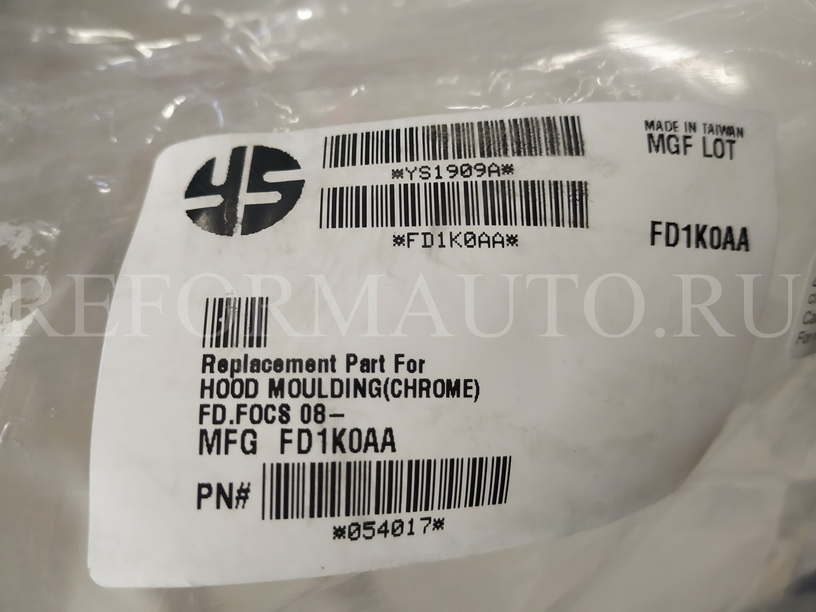 YS
*YS1909A*
*FD1K0AA*
MADE IN TAIWAN
MGF LOT
FD1K0AA
REFORMAUTO.RU
Replacement Part For
HOOD MOULDING(CHROME)
FD.FOCS 08-
MFG FD1K0AA
PN#
*054017*